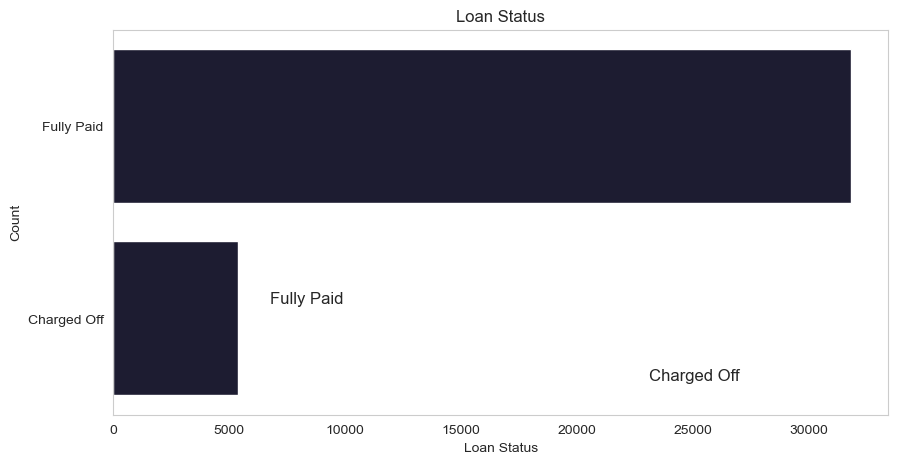 Loan Status
Fully Paid
Count
Fully Paid
Charged Off
Charged Off
0 5000 10000 15000 20000 25000 30000
Loan Status